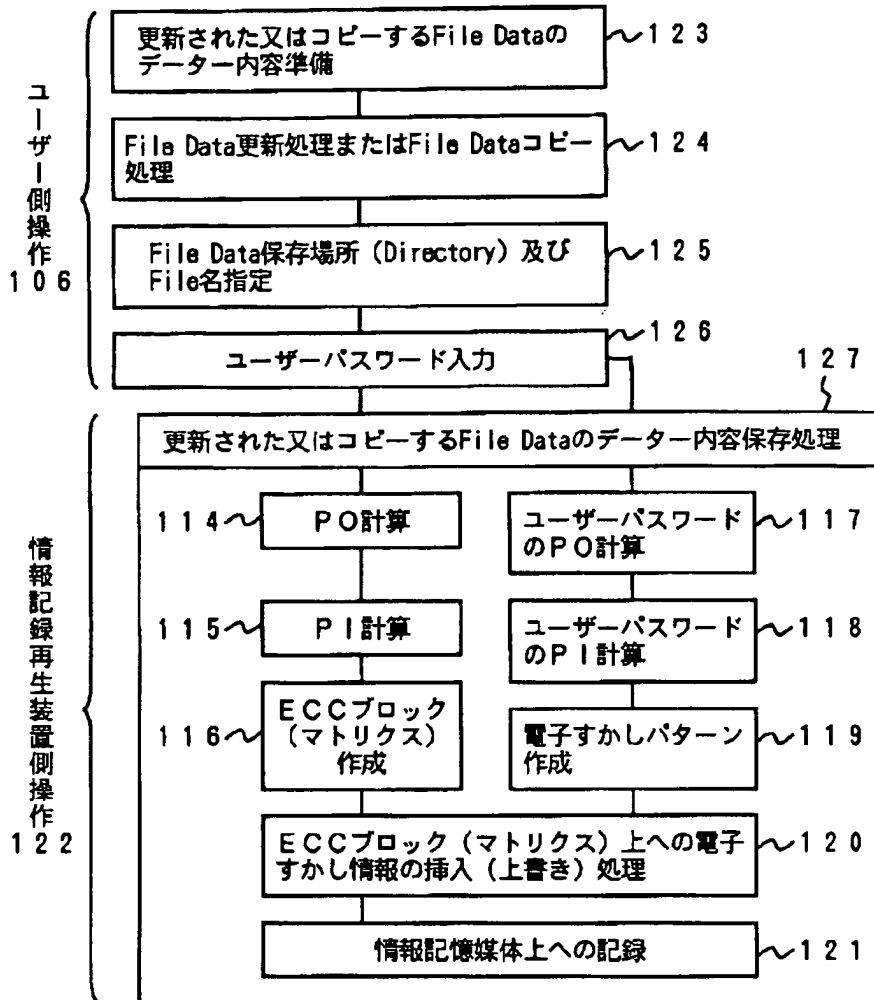 更新された又はコピーするFile Dataの
データー内容準備
123
File Data更新処理またはFile Dataコピー
処理
124
File Data保存場所（Directory）及び
File名指定
125
ユーザーパスワード入力
126
ユーザー側操作
106
127
更新された又はコピーするFile Dataのデーター内容保存処理
114
ＰＯ計算
ユーザーパスワード
のＰＯ計算
117
115
ＰＩ計算
ユーザーパスワード
のＰＩ計算
118
116
ＥＣＣブロック
（マトリクス）
作成
電子すかしパターン
作成
119
ＥＣＣブロック（マトリクス）上への電子
すかし情報の挿入（上書き）処理
120
情報記憶媒体上への記録
121
情報記録再生装置側操作
122